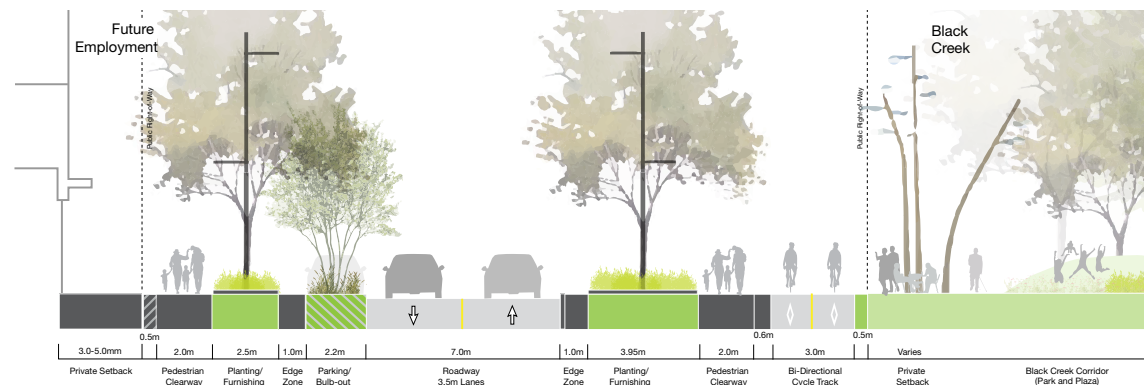 Future
Employment
Black
Creek
Public Right-of-Way
Public Right-of-Way
0.5m
0.6m
0.5m
3.0-5.0mm
2.0m
2.5m
1.0m
2.2m
7.0m
1.0m
3.95m
2.0m
3.0m
Varies
Private Setback
Pedestrian
Clearway
Planting/
Furnishing
Edge
Zone
Parking/
Bulb-out
Roadway
3.5m Lanes
Edge
Zone
Planting/
Furnishing
Pedestrian
Clearway
Bi-Directional
Cycle Track
Private
Setback
Black Creek Corridor
(Park and Plaza)